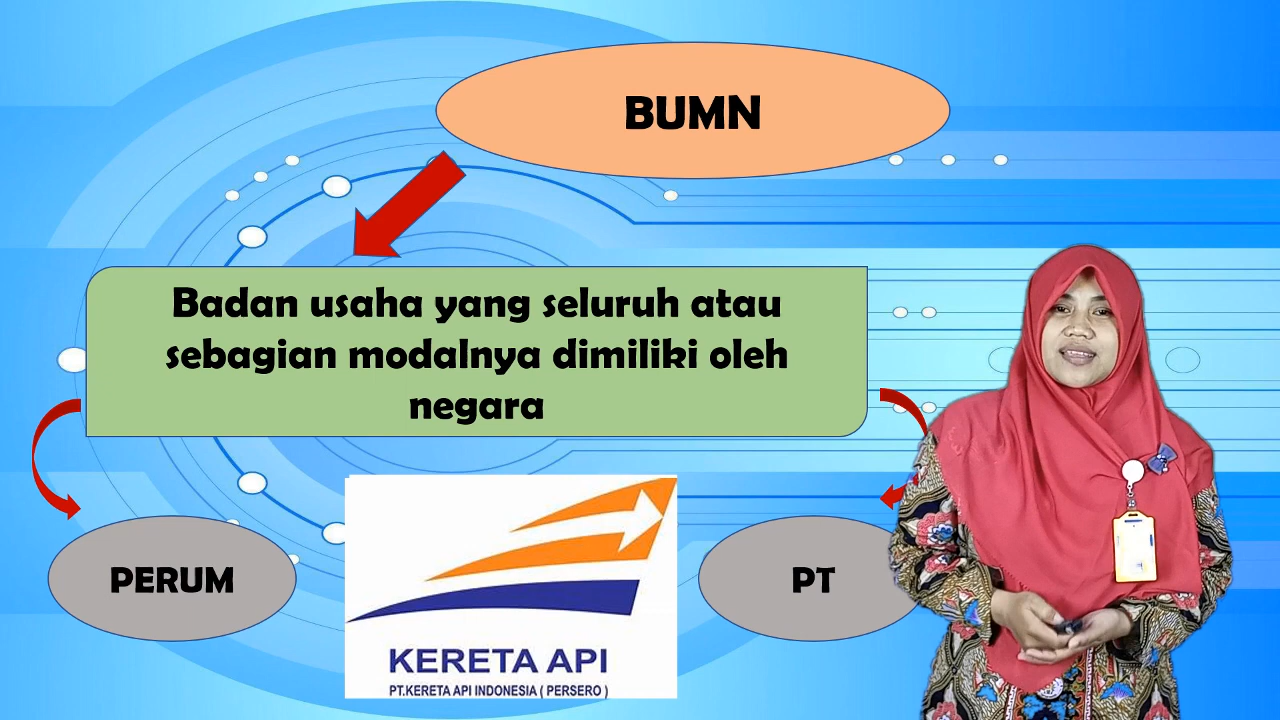 BUMN
Badan usaha yang seluruh atau
sebagian modalnya dimiliki oleh
negara
PERUM
PT
KERETA API
PT.KERETA API INDONESIA ( PERSERO )